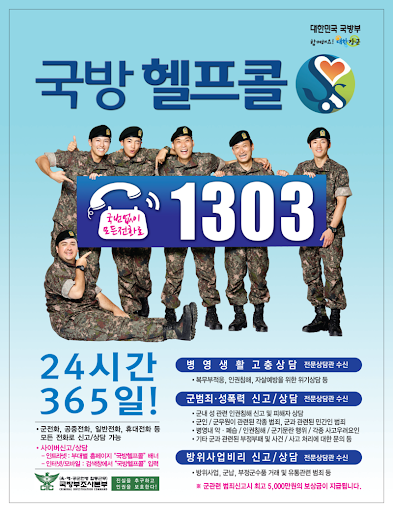 대한민국 국방부
함께해요! 대한강군
국방 헬프콜
국번없이
모든전화로
1303
24시간
365일!
• 군전화, 공중전화, 일반전화, 휴대전화 등
모든 전화로 신고/상담 가능
• 사이버신고/상담
- 인트라넷 : 부대별 홈페이지 "국방헬프콜" 배너
- 인터넷/모바일 : 검색창에서 "국방헬프콜" 입력
국방조사본부
진실을 추구하고
인권을 보호한다!
병영생활고충상담 전문상담관 수신
• 복무부적응, 인권침해, 자살예방을 위한 위기상담 등
군범죄·성폭력 신고/상담 전문상담관 수신
• 군내 성 관련 인권침해 신고 및 피해자 상담
• 군인 / 군무원이 관련된 각종 범죄, 군과 관련된 민간인 범죄
• 병영내 악·폐습 / 인권침해 / 군기문란 행위 / 각종 사고우려요인
• 기타 군과 관련된 부정부패 및 사건 / 사고 처리에 대한 문의 등
방위사업비리 신고/상담 전문상담관 수신
• 방위사업, 군납, 부정군수품 거래 및 유통관련 범죄 등
※ 군관련 범죄신고시 최고 5,000만원의 보상금이 지급됩니다.